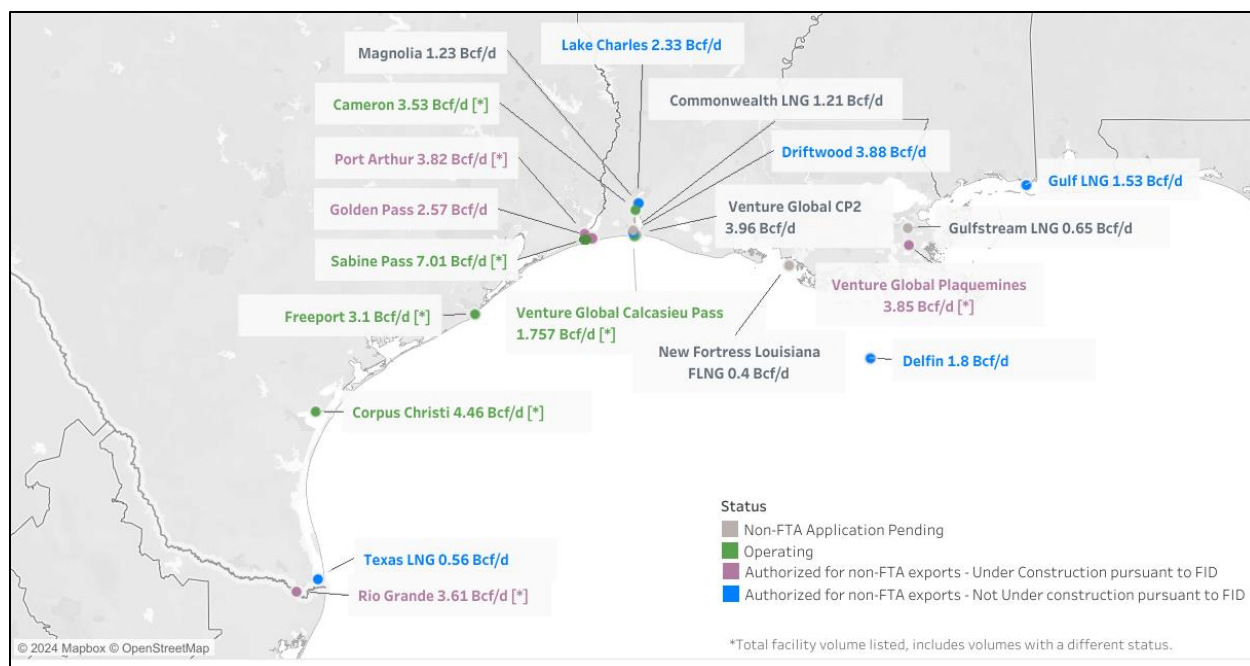 Lake Charles 2.33 Bcf/d
Magnolia 1.23 Bcf/d
Commonwealth LNG 1.21 Bcf/d
Cameron 3.53 Bcf/d [*]
Driftwood 3.88 Bcf/d
Port Arthur 3.82 Bcf/d [*]
Gulf LNG 1.53 Bcf/d
Golden Pass 2.57 Bcf/d
Venture Global CP2
3.96 Bcf/d
Gulfstream LNG 0.65 Bcf/d
Sabine Pass 7.01 Bcf/d [*]
Venture Global Plaquemines
3.85 Bcf/d [*]
Freeport 3.1 Bcf/d [*]
Venture Global Calcasieu Pass
1.757 Bcf/d [*]
New Fortress Louisiana
FLNG 0.4 Bcf/d
Delfin 1.8 Bcf/d
Corpus Christi 4.46 Bcf/d [*]
Texas LNG 0.56 Bcf/d
Rio Grande 3.61 Bcf/d [*]
Status
Non-FTA Application Pending
Operating
Authorized for non-FTA exports - Under Construction pursuant to FID
Authorized for non-FTA exports - Not Under construction pursuant to FID
*Total facility volume listed, includes volumes with a different status.
© 2024 Mapbox © OpenStreetMap